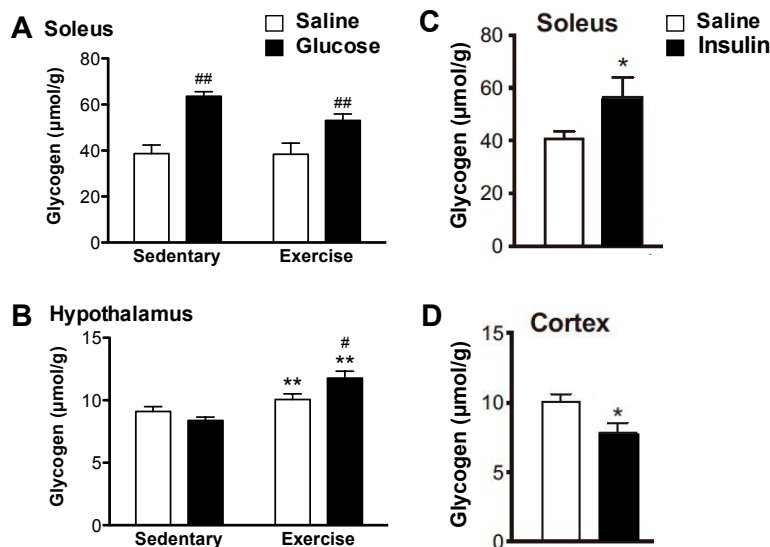 A Soleus
Saline
Glucose
Glycogen (µmol/g)
80
60
40
20
0
##
##
Sedentary Exercise
B Hypothalamus
Glycogen (µmol/g)
15
10
5
0
**
#
**
Sedentary Exercise
C Soleus
Saline
Insulin
Glycogen (µmol/g)
80
60
40
20
0
*
D Cortex
Glycogen (µmol/g)
15
10
5
0
*